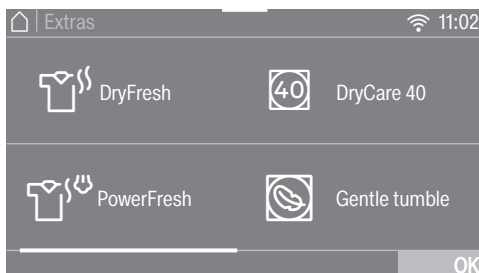 Extras 11:02
DryFresh
40 DryCare 40
PowerFresh
Gentle tumble
OK